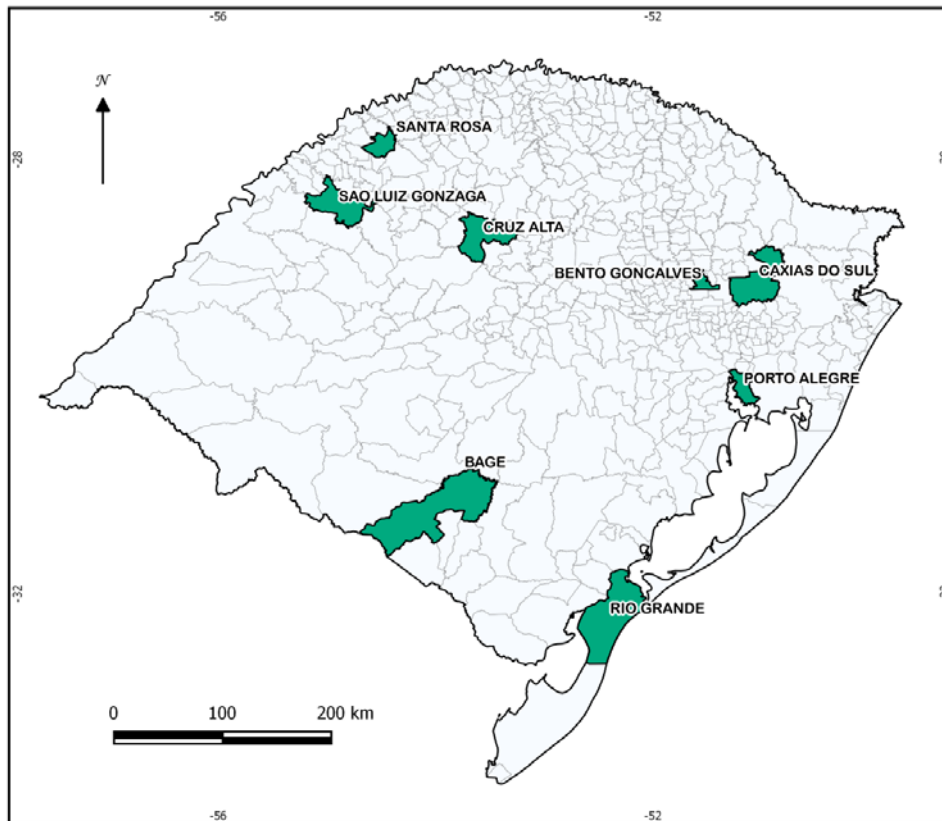 -56 -52
N
-28
SANTA ROSA
SAO LUIZ GONZAGA
CRUZ ALTA
BENTO GONCALVES
CAXIAS DO SUL
PORTO ALEGRE
BAGE
-32
RIO GRANDE
0 100 200 km
-56 -52